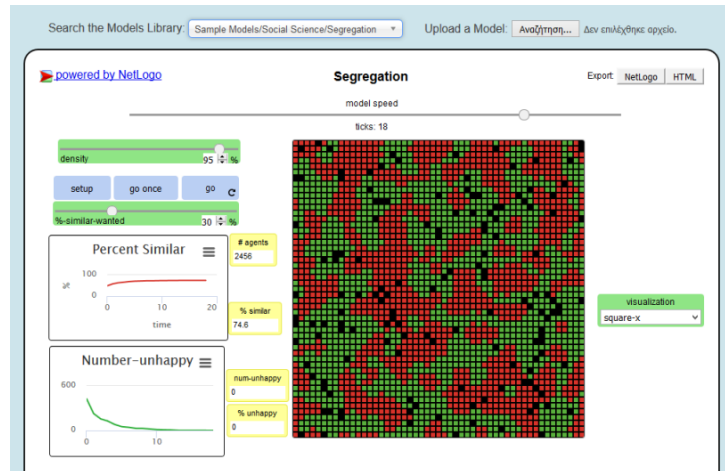 Search the Models Library: Sample Models/Social Science/Segregation Upload a Model: Αναζήτηση... Δεν επιλέχθηκε αρχείο.
powered by NetLogo Segregation Export: NetLogo HTML
model speed
ticks: 18
density 95 %
setup go once go
%-similar-wanted 30 %
Percent Similar
%
100
0
0 10 20
time
# agents
2456
% similar
74.6
visualization
square-x
Number-unhappy
600
0
0 10
num-unhappy
0
% unhappy
0